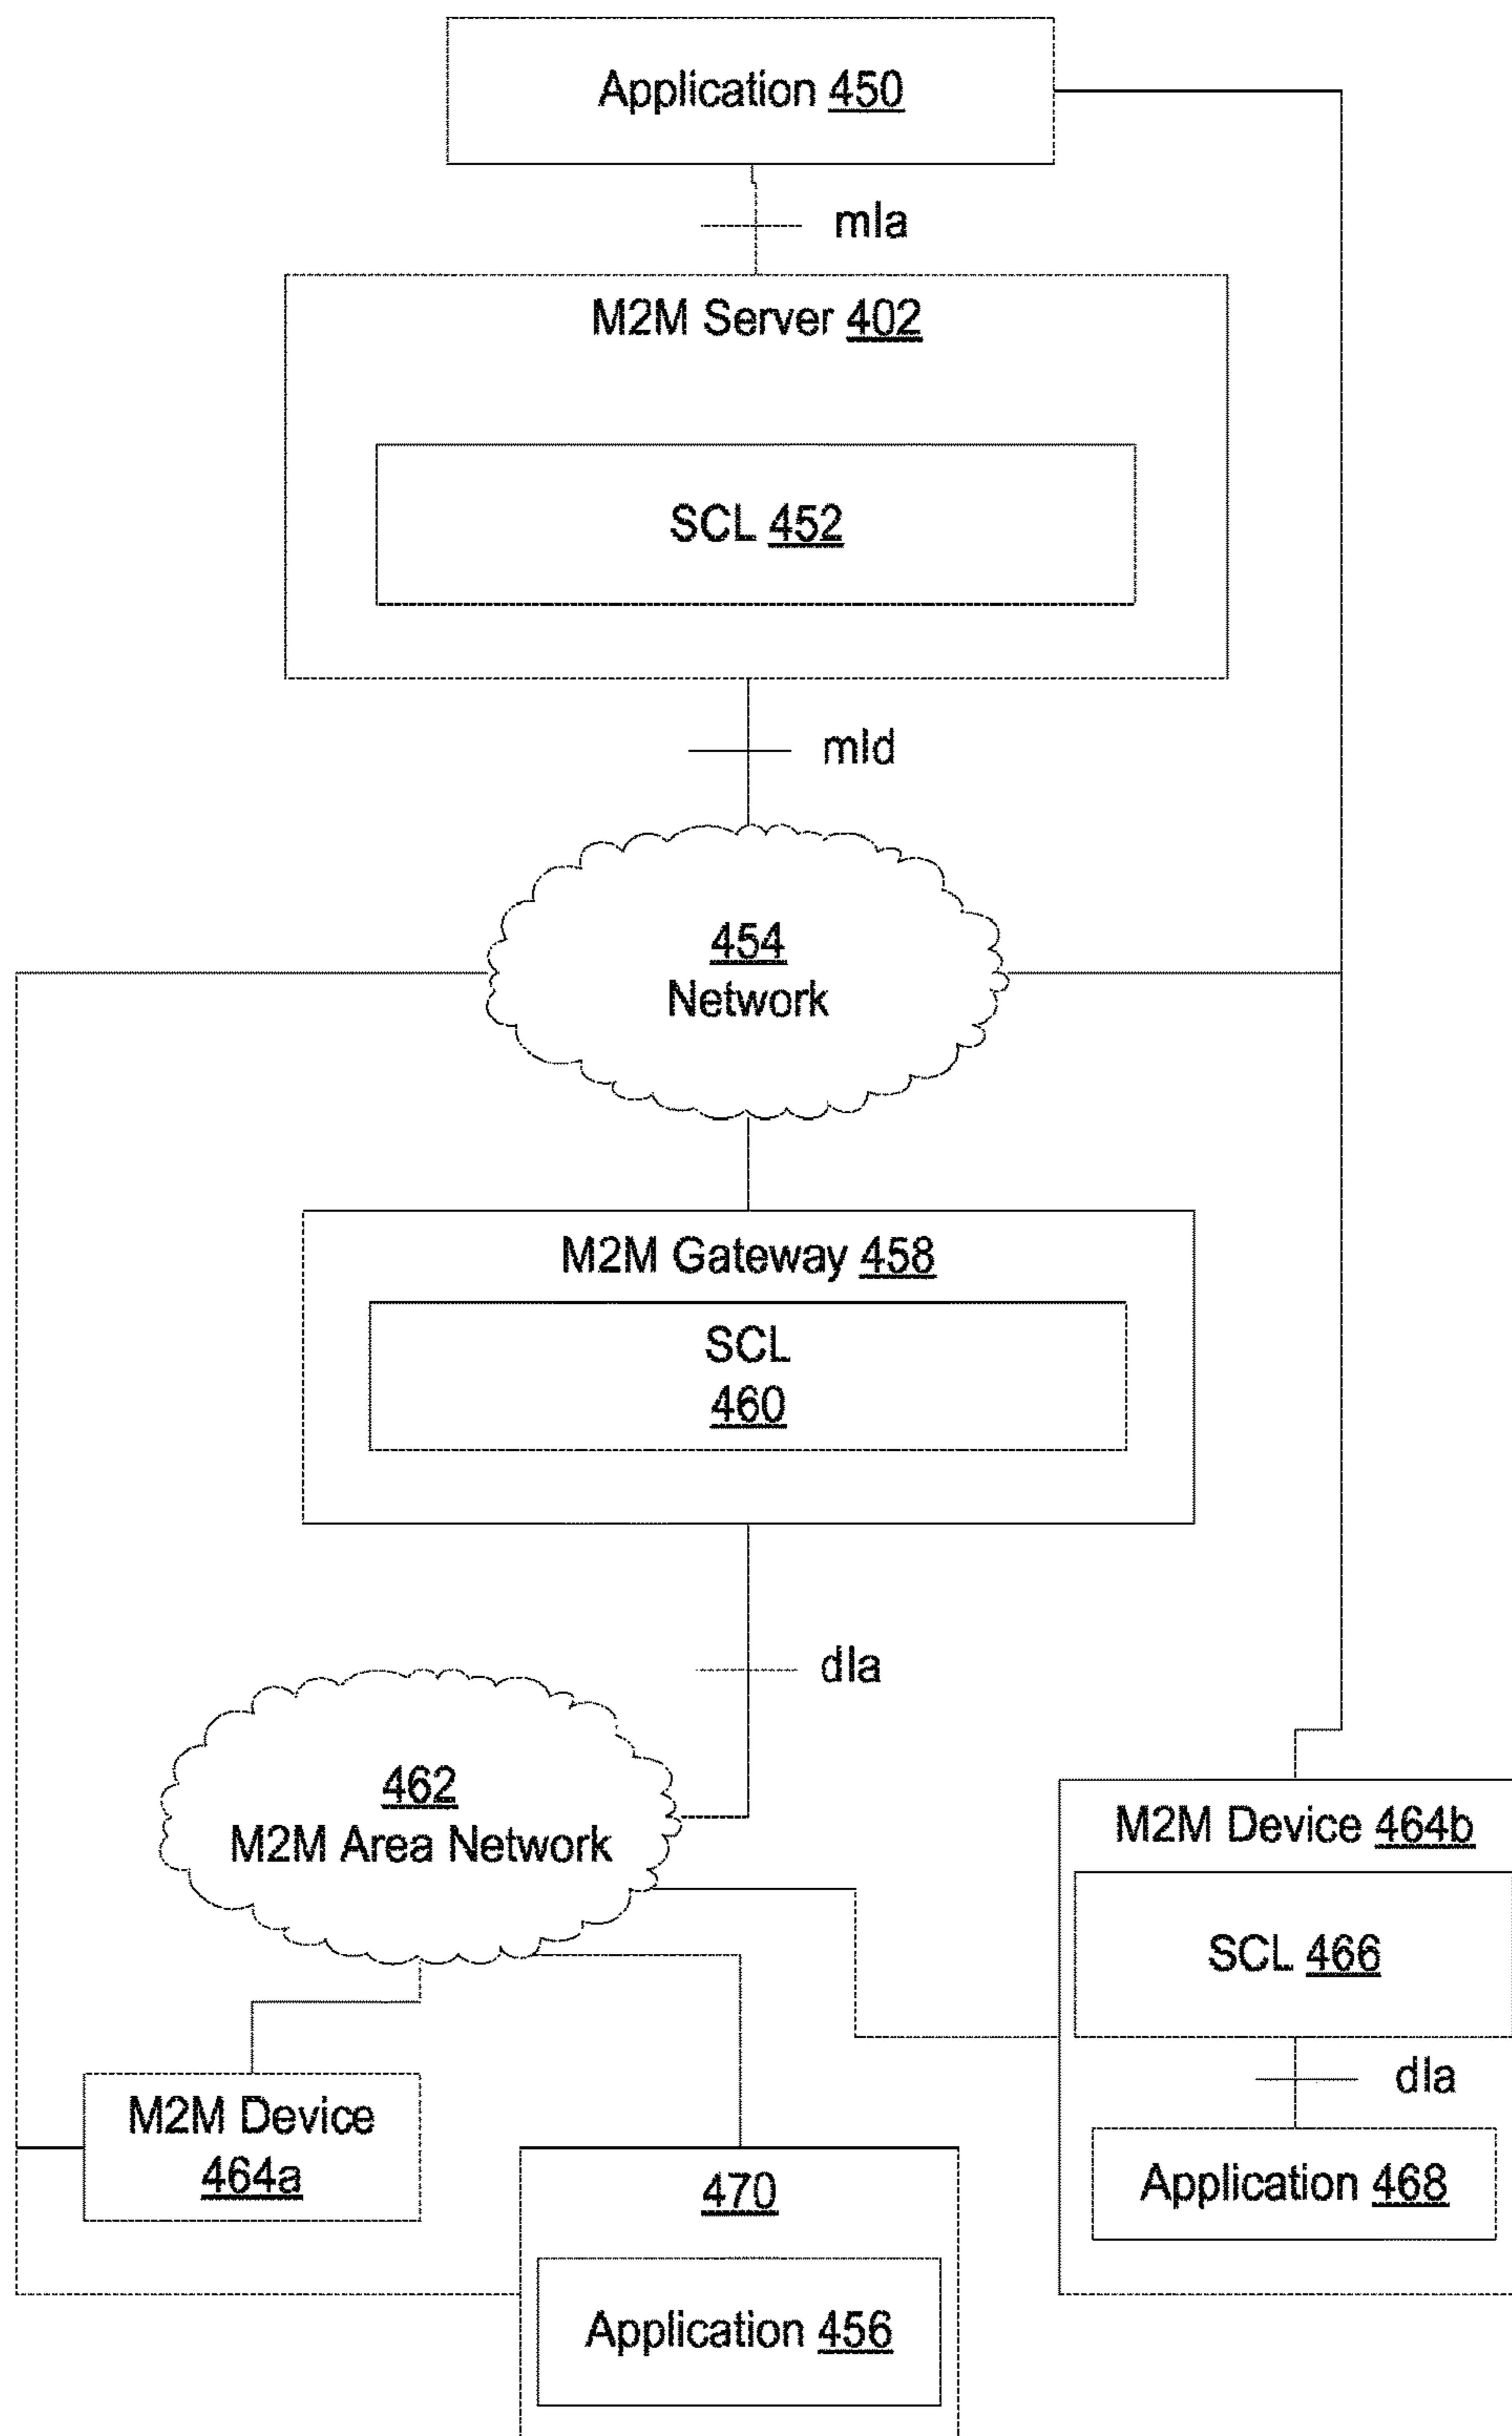 Application 450
mla
M2M Server 402
SCL 452
mld
454
Network
M2M Gateway 458
SCL
460
dla
462
M2M Area Network
M2M Device 464b
SCL 466
dla
Application 468
M2M Device
464a
470
Application 456